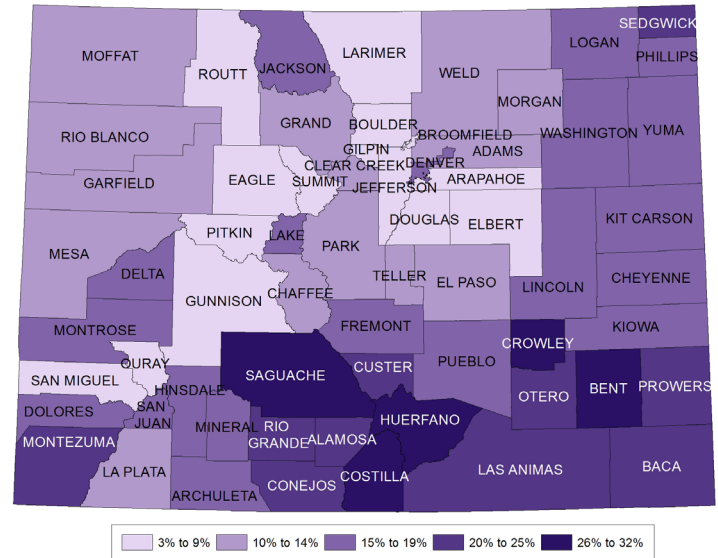 SEDGWICK
LOGAN
PHILLIPS
MOFFAT
LARIMER
ROUTT
JACKSON
WELD
MORGAN
GRAND
BOULDER
RIO BLANCO
BROOMFIELD
WASHINGTON
YUMA
GILPIN
ADAMS
CLEAR CREEK
DENVER
GARFIELD
EAGLE
SUMMIT
JEFFERSON
ARAPAHOE
DOUGLAS
ELBERT
KIT CARSON
PITKIN
LAKE
PARK
MESA
DELTA
TELLER
EL PASO
CHEYENNE
LINCOLN
GUNNISON
CHAFFEE
MONTROSE
FREMONT
KIOWA
CROWLEY
OURAY
CUSTER
PUEBLO
SAGUACHE
SAN MIGUEL
HINSDALE
BENT
PROWERS
OTERO
DOLORES
SAN
JUAN
MINERAL
RIO
GRANDE
ALAMOSA
HUERFANO
MONTEZUMA
LA PLATA
ARCHULETA
CONEJOS
COSTILLA
LAS ANIMAS
BACA
3% to 9%
10% to 14%
15% to 19%
20% to 25%
26% to 32%